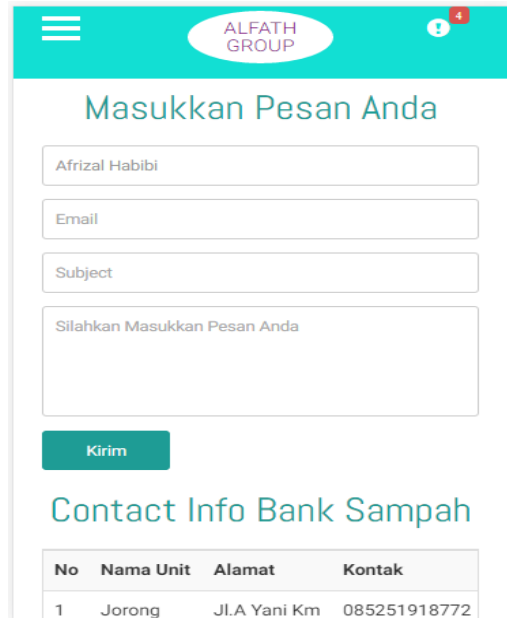 ALFATH
GROUP
4
Masukkan Pesan Anda
Afrizal Habibi
Email
Subject
Silahkan Masukkan Pesan Anda
Kirim
Contact Info Bank Sampah
No Nama Unit Alamat Kontak
1 Jorong Jl.A Yani Km 085251918772